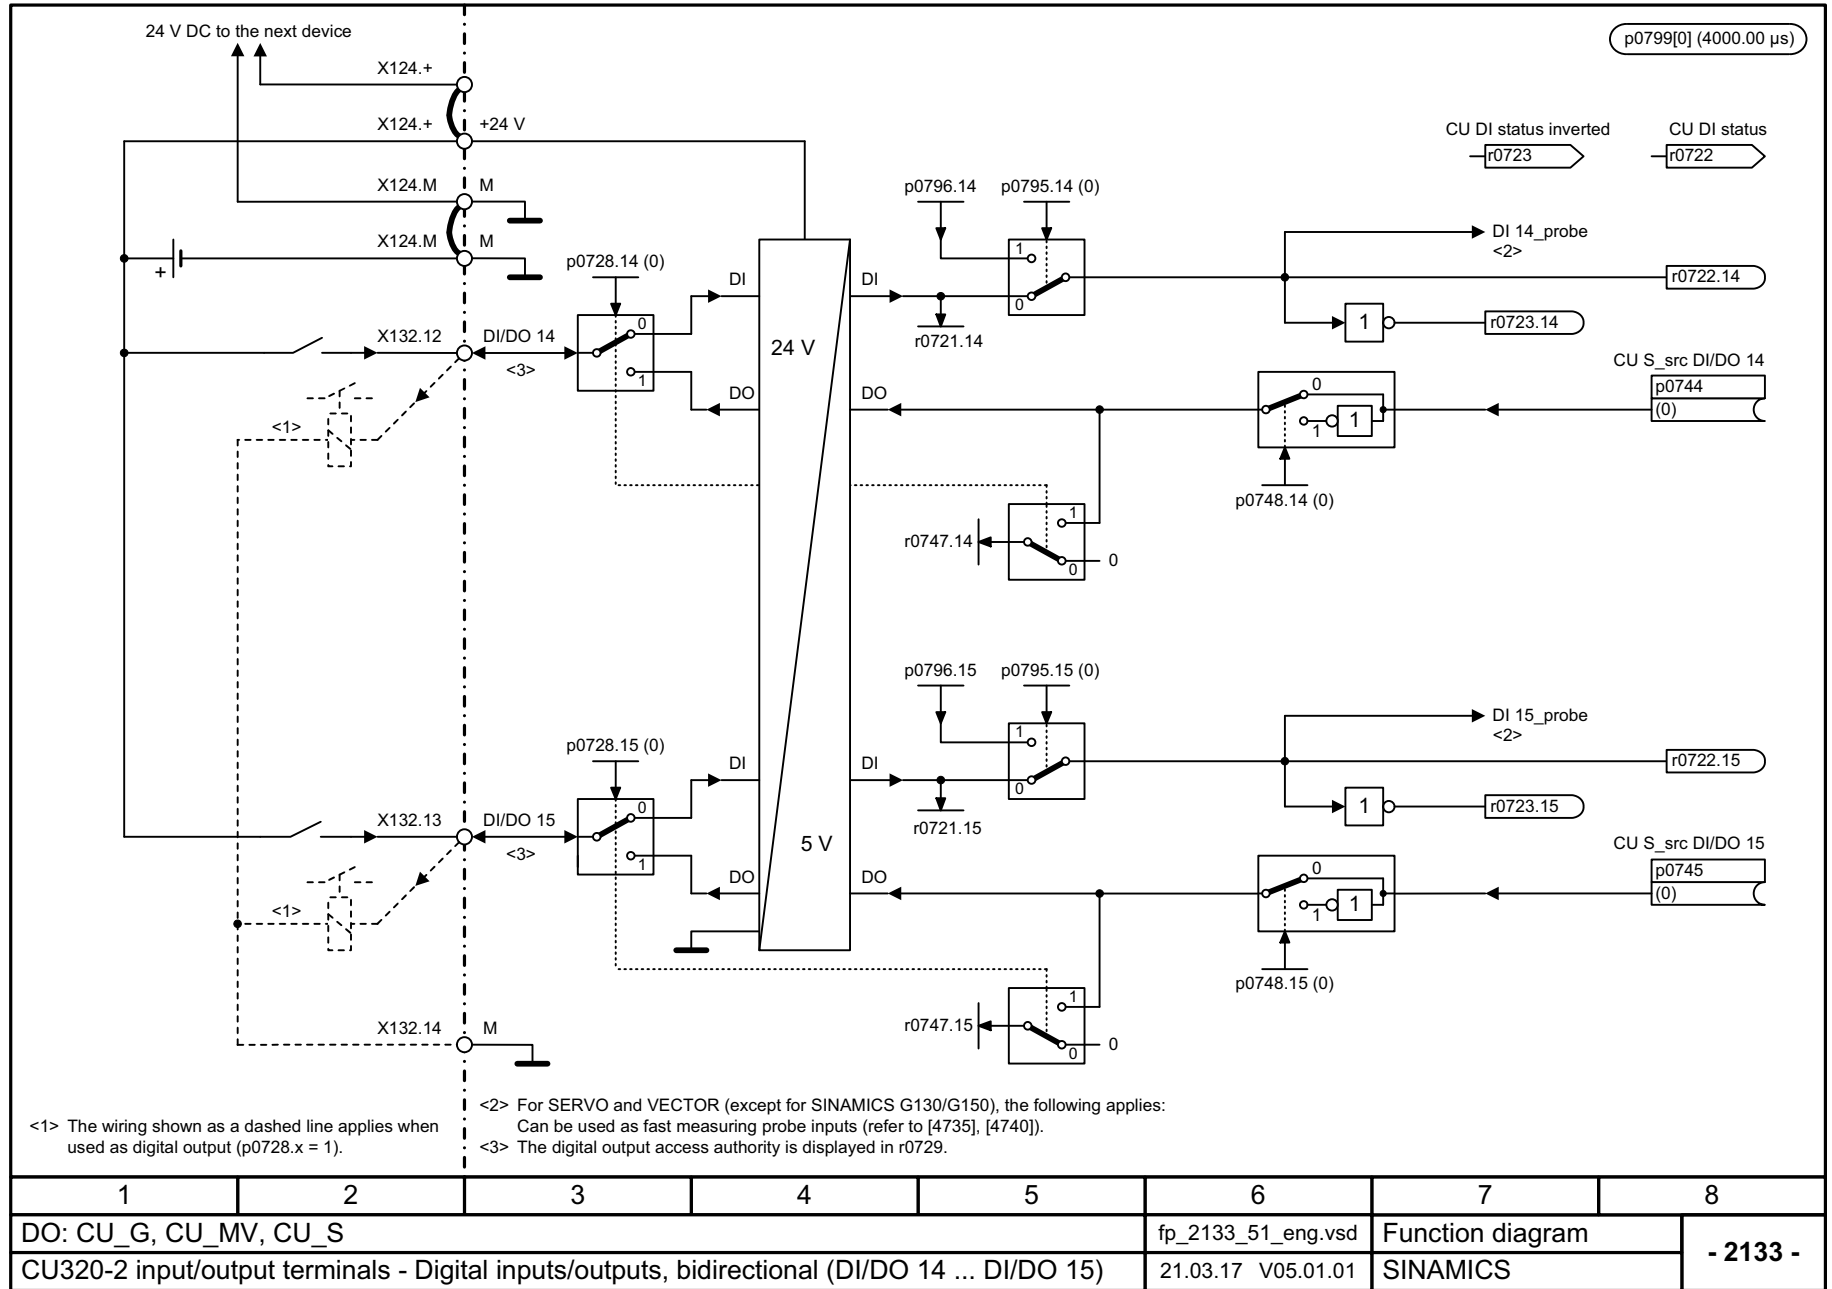 24 V DC to the next device
p0799[0] (4000.00 µs)
X124.+
X124.+ +24 V
CU DI status inverted
r0723
CU DI status
r0722
X124.M M
X124.M M
+
p0728.14 (0)
p0796.14 p0795.14 (0)
1
0
DI 14_probe
<2>
r0722.14
1
r0723.14
DI
DI
r0721.14
X132.12 DI/DO 14
<3>
0
1
24 V
DO
DO
CU S_src DI/DO 14
p0744
(0)
0
1
1
p0748.14 (0)
<1>
r0747.14
1
0
0
p0796.15 p0795.15 (0)
1
0
DI 15_probe
<2>
r0722.15
1
r0723.15
p0728.15 (0)
DI
DI
r0721.15
X132.13 DI/DO 15
<3>
0
1
5 V
DO
DO
CU S_src DI/DO 15
p0745
(0)
0
1
1
p0748.15 (0)
<1>
r0747.15
1
0
0
X132.14 M
<1> The wiring shown as a dashed line applies when
used as digital output (p0728.x = 1).
<2> For SERVO and VECTOR (except for SINAMICS G130/G150), the following applies:
Can be used as fast measuring probe inputs (refer to [4735], [4740]).
<3> The digital output access authority is displayed in r0729.
1 2 3 4 5 6 7 8
DO: CU_G, CU_MV, CU_S
fp_2133_51_eng.vsd
Function diagram
- 2133 -
CU320-2 input/output terminals - Digital inputs/outputs, bidirectional (DI/DO 14 ... DI/DO 15)
21.03.17 V05.01.01
SINAMICS